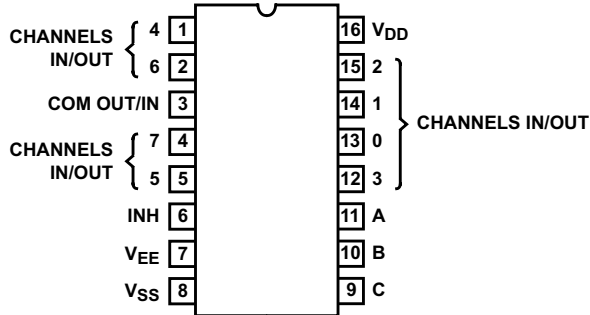 CHANNELS IN/OUT
4 1
6 2
COM OUT/IN 3
CHANNELS IN/OUT
7 4
5 5
INH 6
VEE 7
VSS 8
16 VDD
15 2
14 1
13 0
12 3
CHANNELS IN/OUT
11 A
10 B
9 C